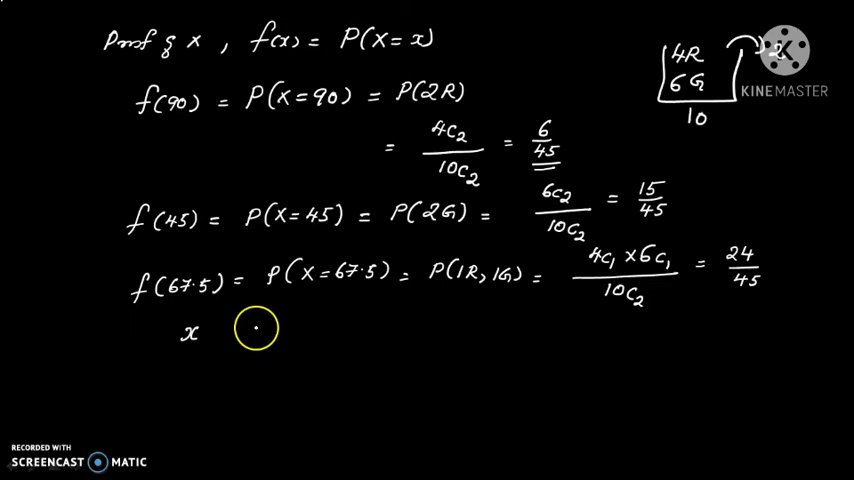 Pmf of X, f(x) = P(X = x)
4R
6G
10
2
KINEMASTER
f(90) = P(X=90) = P(2R)
= 4C₂ / 10C₂ = 6/45
f(45) = P(X=45) = P(2G) = 6C₂ / 10C₂ = 15/45
f(67.5) = P(X=67.5) = P(1R, 1G) = 4C₁ × 6C₁ / 10C₂ = 24/45
x
RECORDED WITH
SCREENCAST MATIC